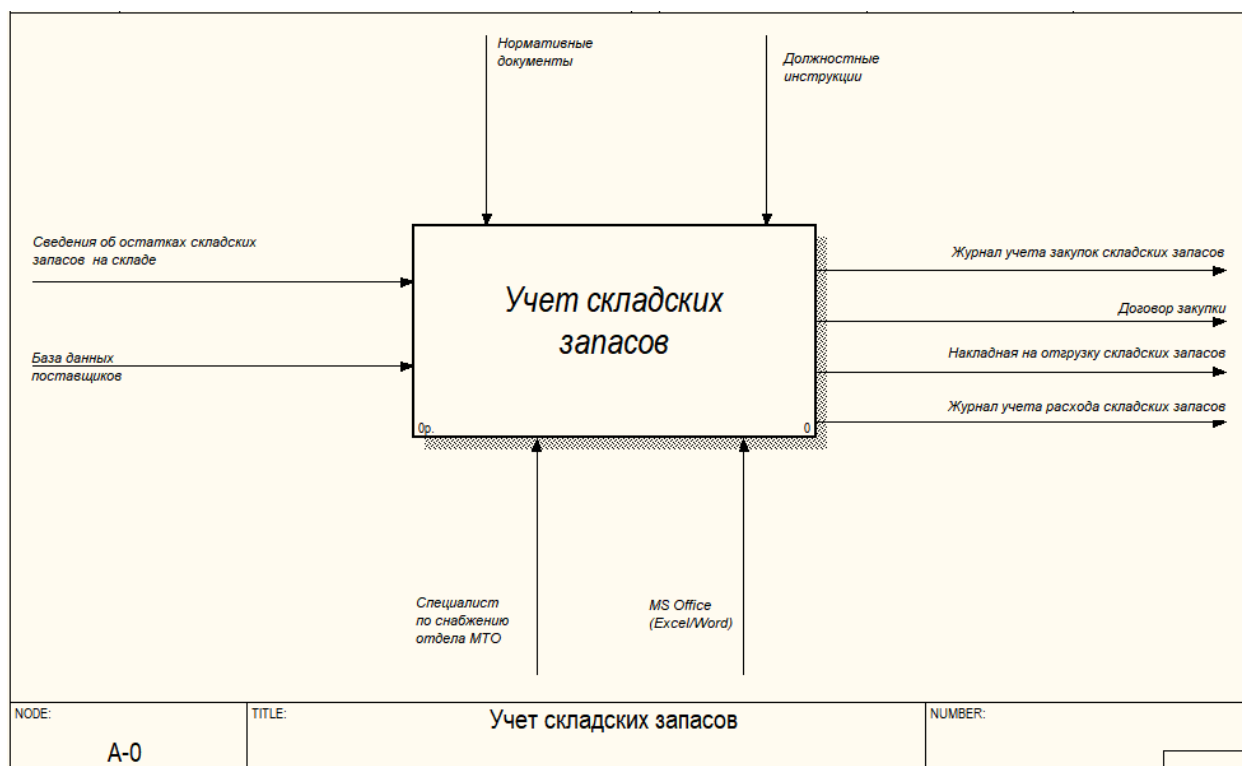 Нормативные
документы
Должностные
инструкции
Сведения об остатках складских
запасов на складе
База данных
поставщиков
Учет складских
запасов
0р.
0
Журнал учета закупок складских запасов
Договор закупки
Накладная на отгрузку складских запасов
Журнал учета расхода складских запасов
Специалист
по снабжению
отдела МТО
MS Office
(Excel/Word)
NODE:
A-0
TITLE:
Учет складских запасов
NUMBER: